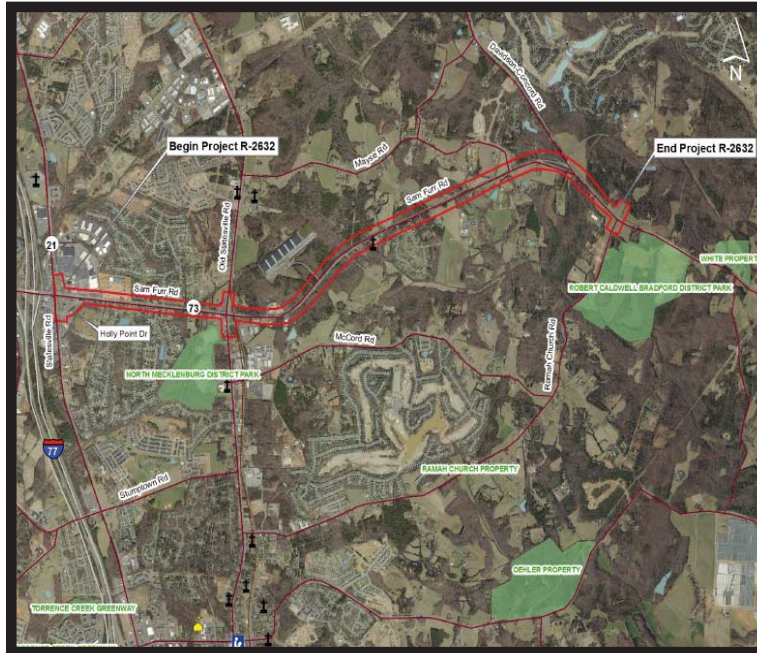 Davidson-Concord Rd
N
Begin Project R-2632
End Project R-2632
Mayse Rd
Sam Furr Rd
Old Statesville Rd
21
WHITE PROPERT
Sam Furr Rd
73
ROBERT CALDWELL BRADFORD DISTRICT PARK
Statesville Rd
Holly Point Dr
McCord Rd
Ramah Church Rd
NORTH MECKLENBURG DISTRICT PARK
77
RAMAH CHURCH PROPERTY
Stumptown Rd
OEHLER PROPERTY
TORRENCE CREEK GREENWAY